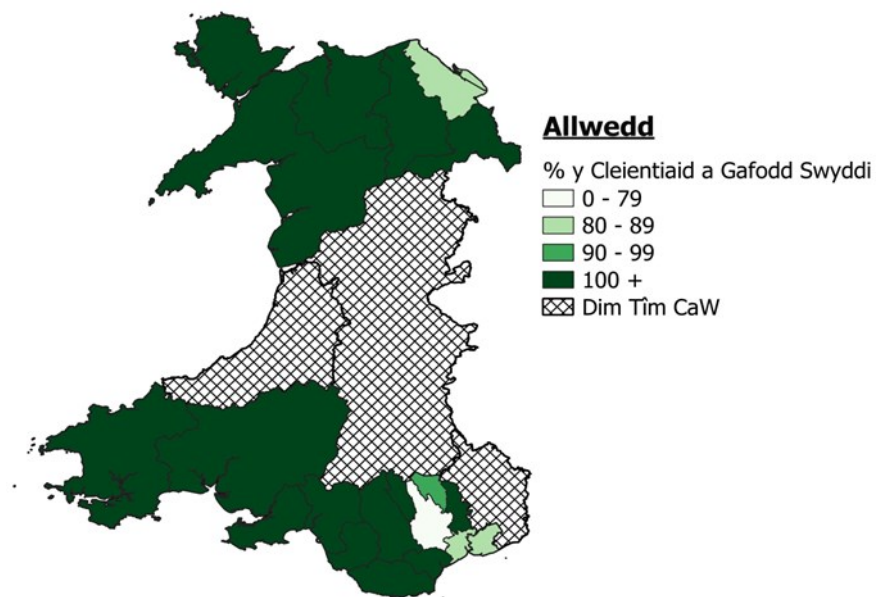 Allwedd
% y Cleientiaid a Gafodd Swyddi
0 - 79
80 - 89
90 - 99
100 +
Dim Tîm CaW